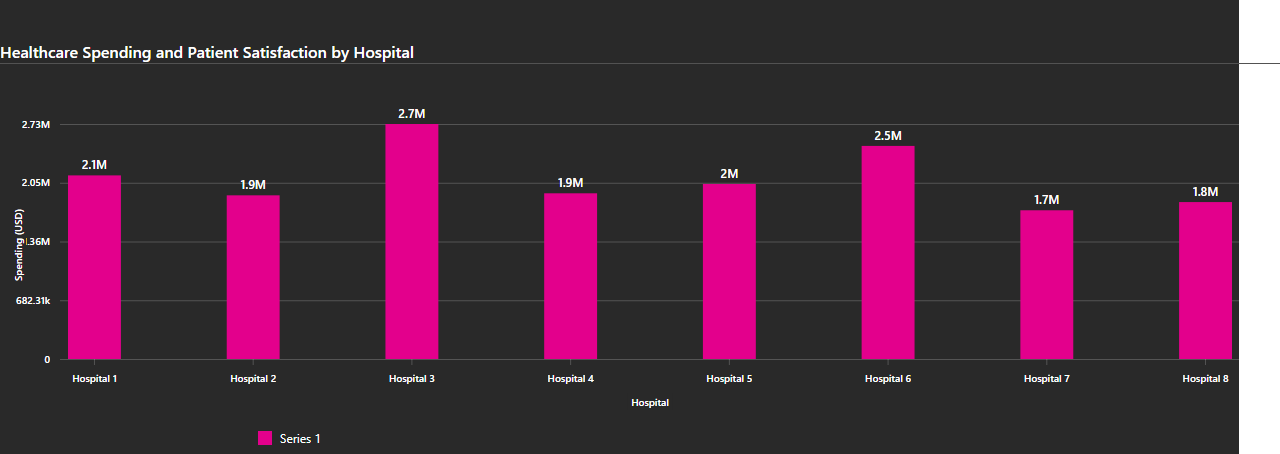 Healthcare Spending and Patient Satisfaction by Hospital
2.73M
2.05M
1.36M
682.31k
0
Spending (USD)
2.1M
1.9M
2.7M
1.9M
2M
2.5M
1.7M
1.8M
Hospital 1
Hospital 2
Hospital 3
Hospital 4
Hospital 5
Hospital 6
Hospital 7
Hospital 8
Hospital
Series 1